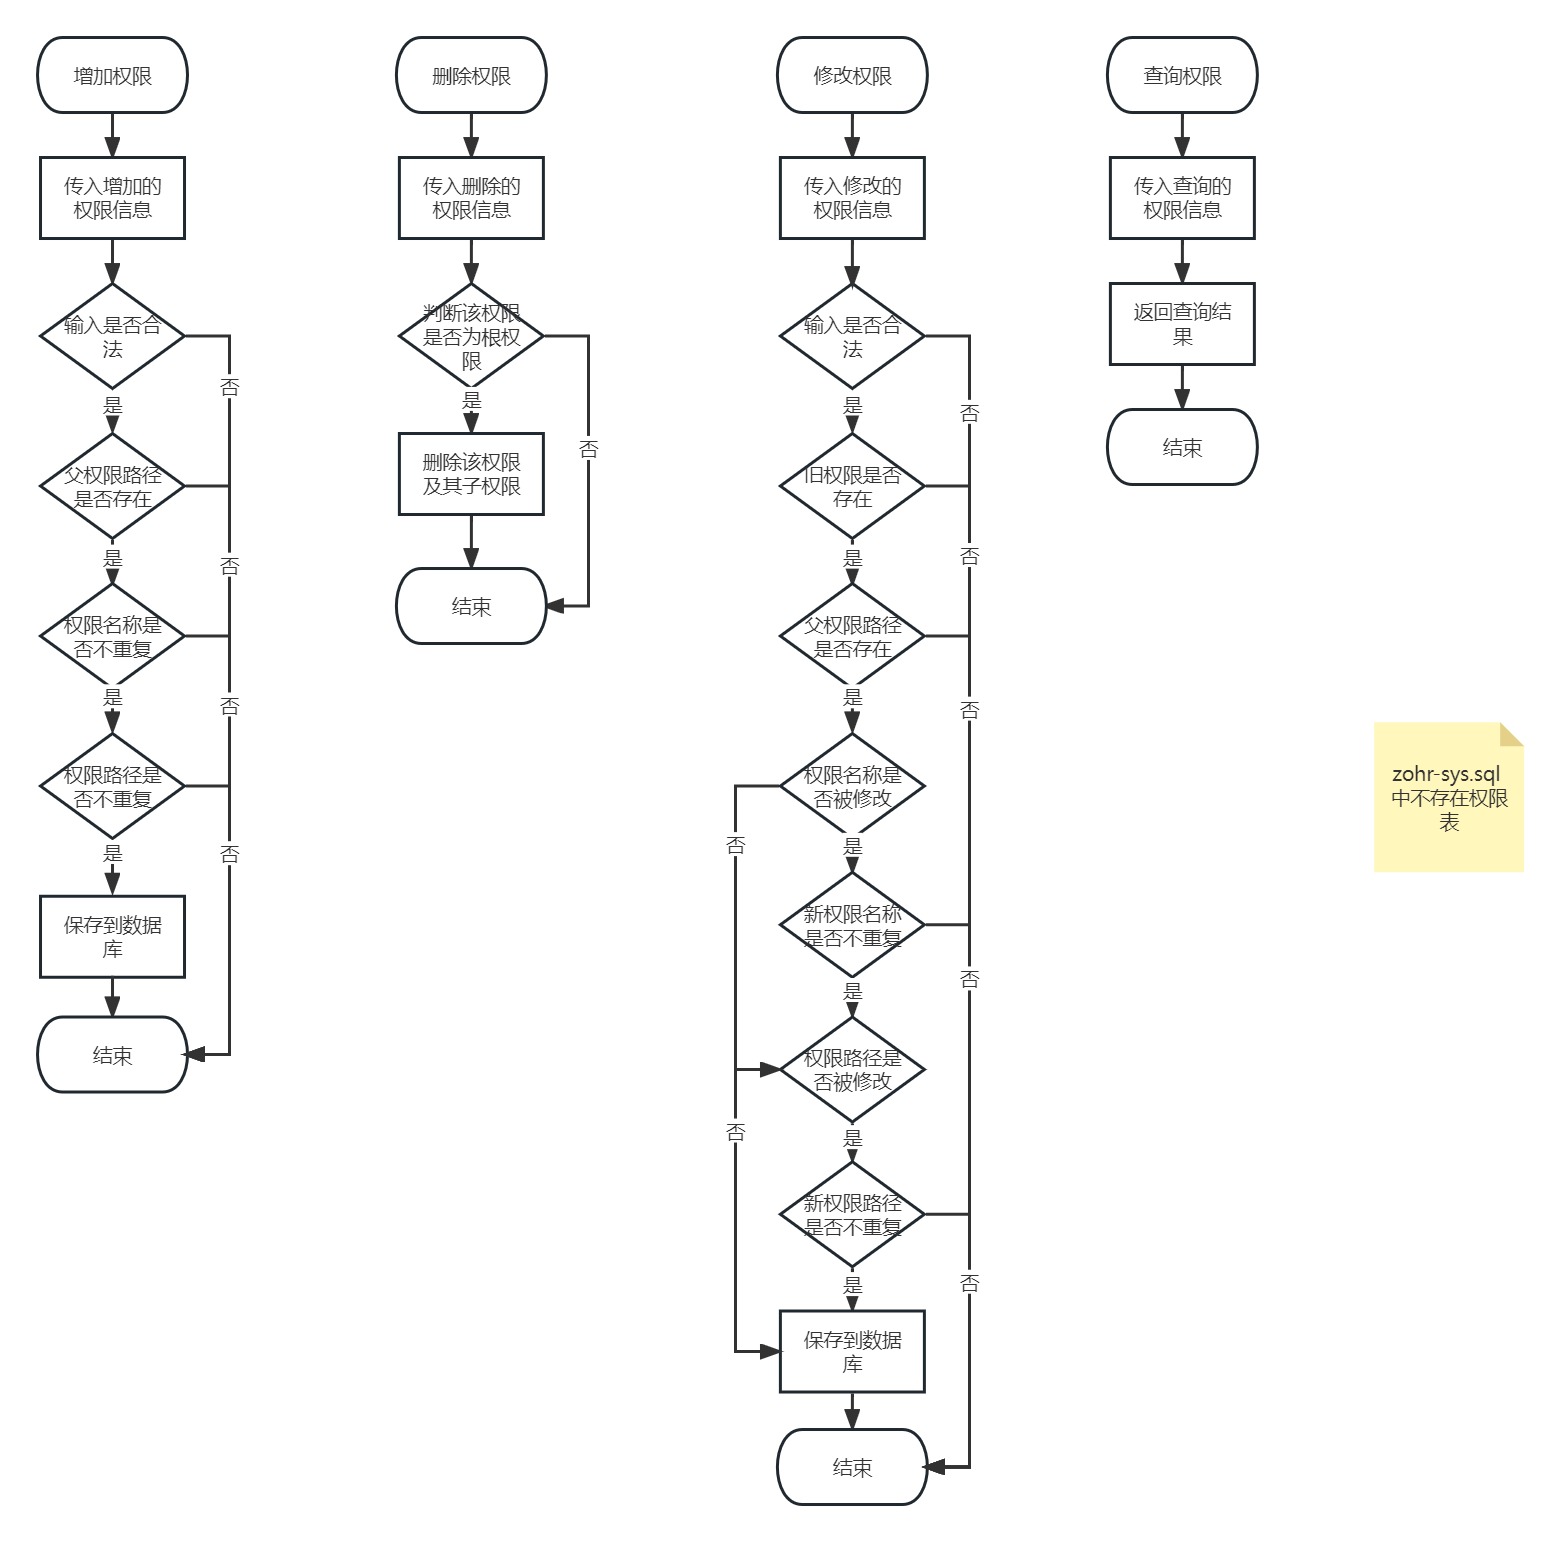 增加权限
传入增加的
权限信息
输入是否合
法
否
是
父权限路径
是否存在
否
是
权限名称是
否不重复
否
是
权限路径是
否不重复
否
是
保存到数据
库
结束
删除权限
传入删除的
权限信息
判断该权限
是否为根权
限
是
否
删除该权限
及其子权限
结束
修改权限
传入修改的
权限信息
输入是否合
法
否
是
旧权限是否
存在
否
是
父权限路径
是否存在
否
是
权限名称是
否被修改
否
是
新权限名称
是否不重复
否
是
权限路径是
否被修改
否
是
新权限路径
是否不重复
否
是
保存到数据
库
结束
查询权限
传入查询的
权限信息
返回查询结
果
结束
zohr-sys.sql
中不存在权限
表